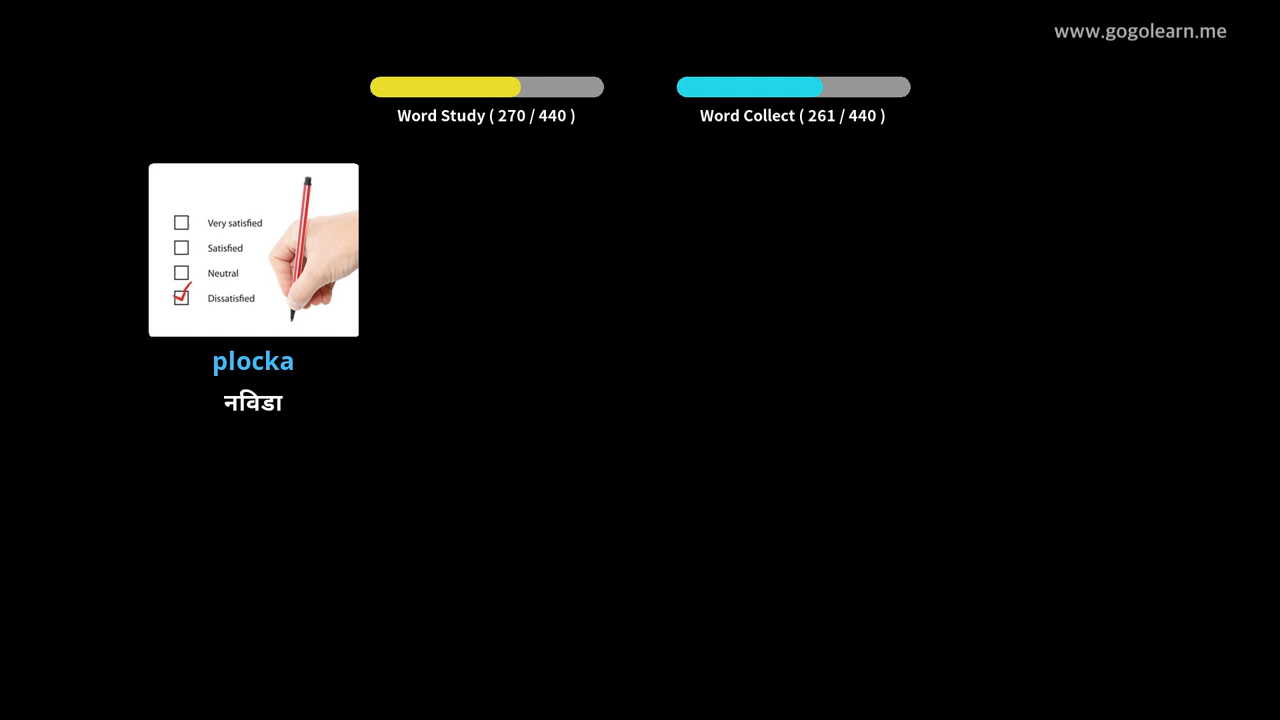 www.gogolearn.me
Word Study ( 270 / 440 )
Word Collect ( 261 / 440 )
Very satisfied
Satisfied
Neutral
Dissatisfied
plocka
नविडा